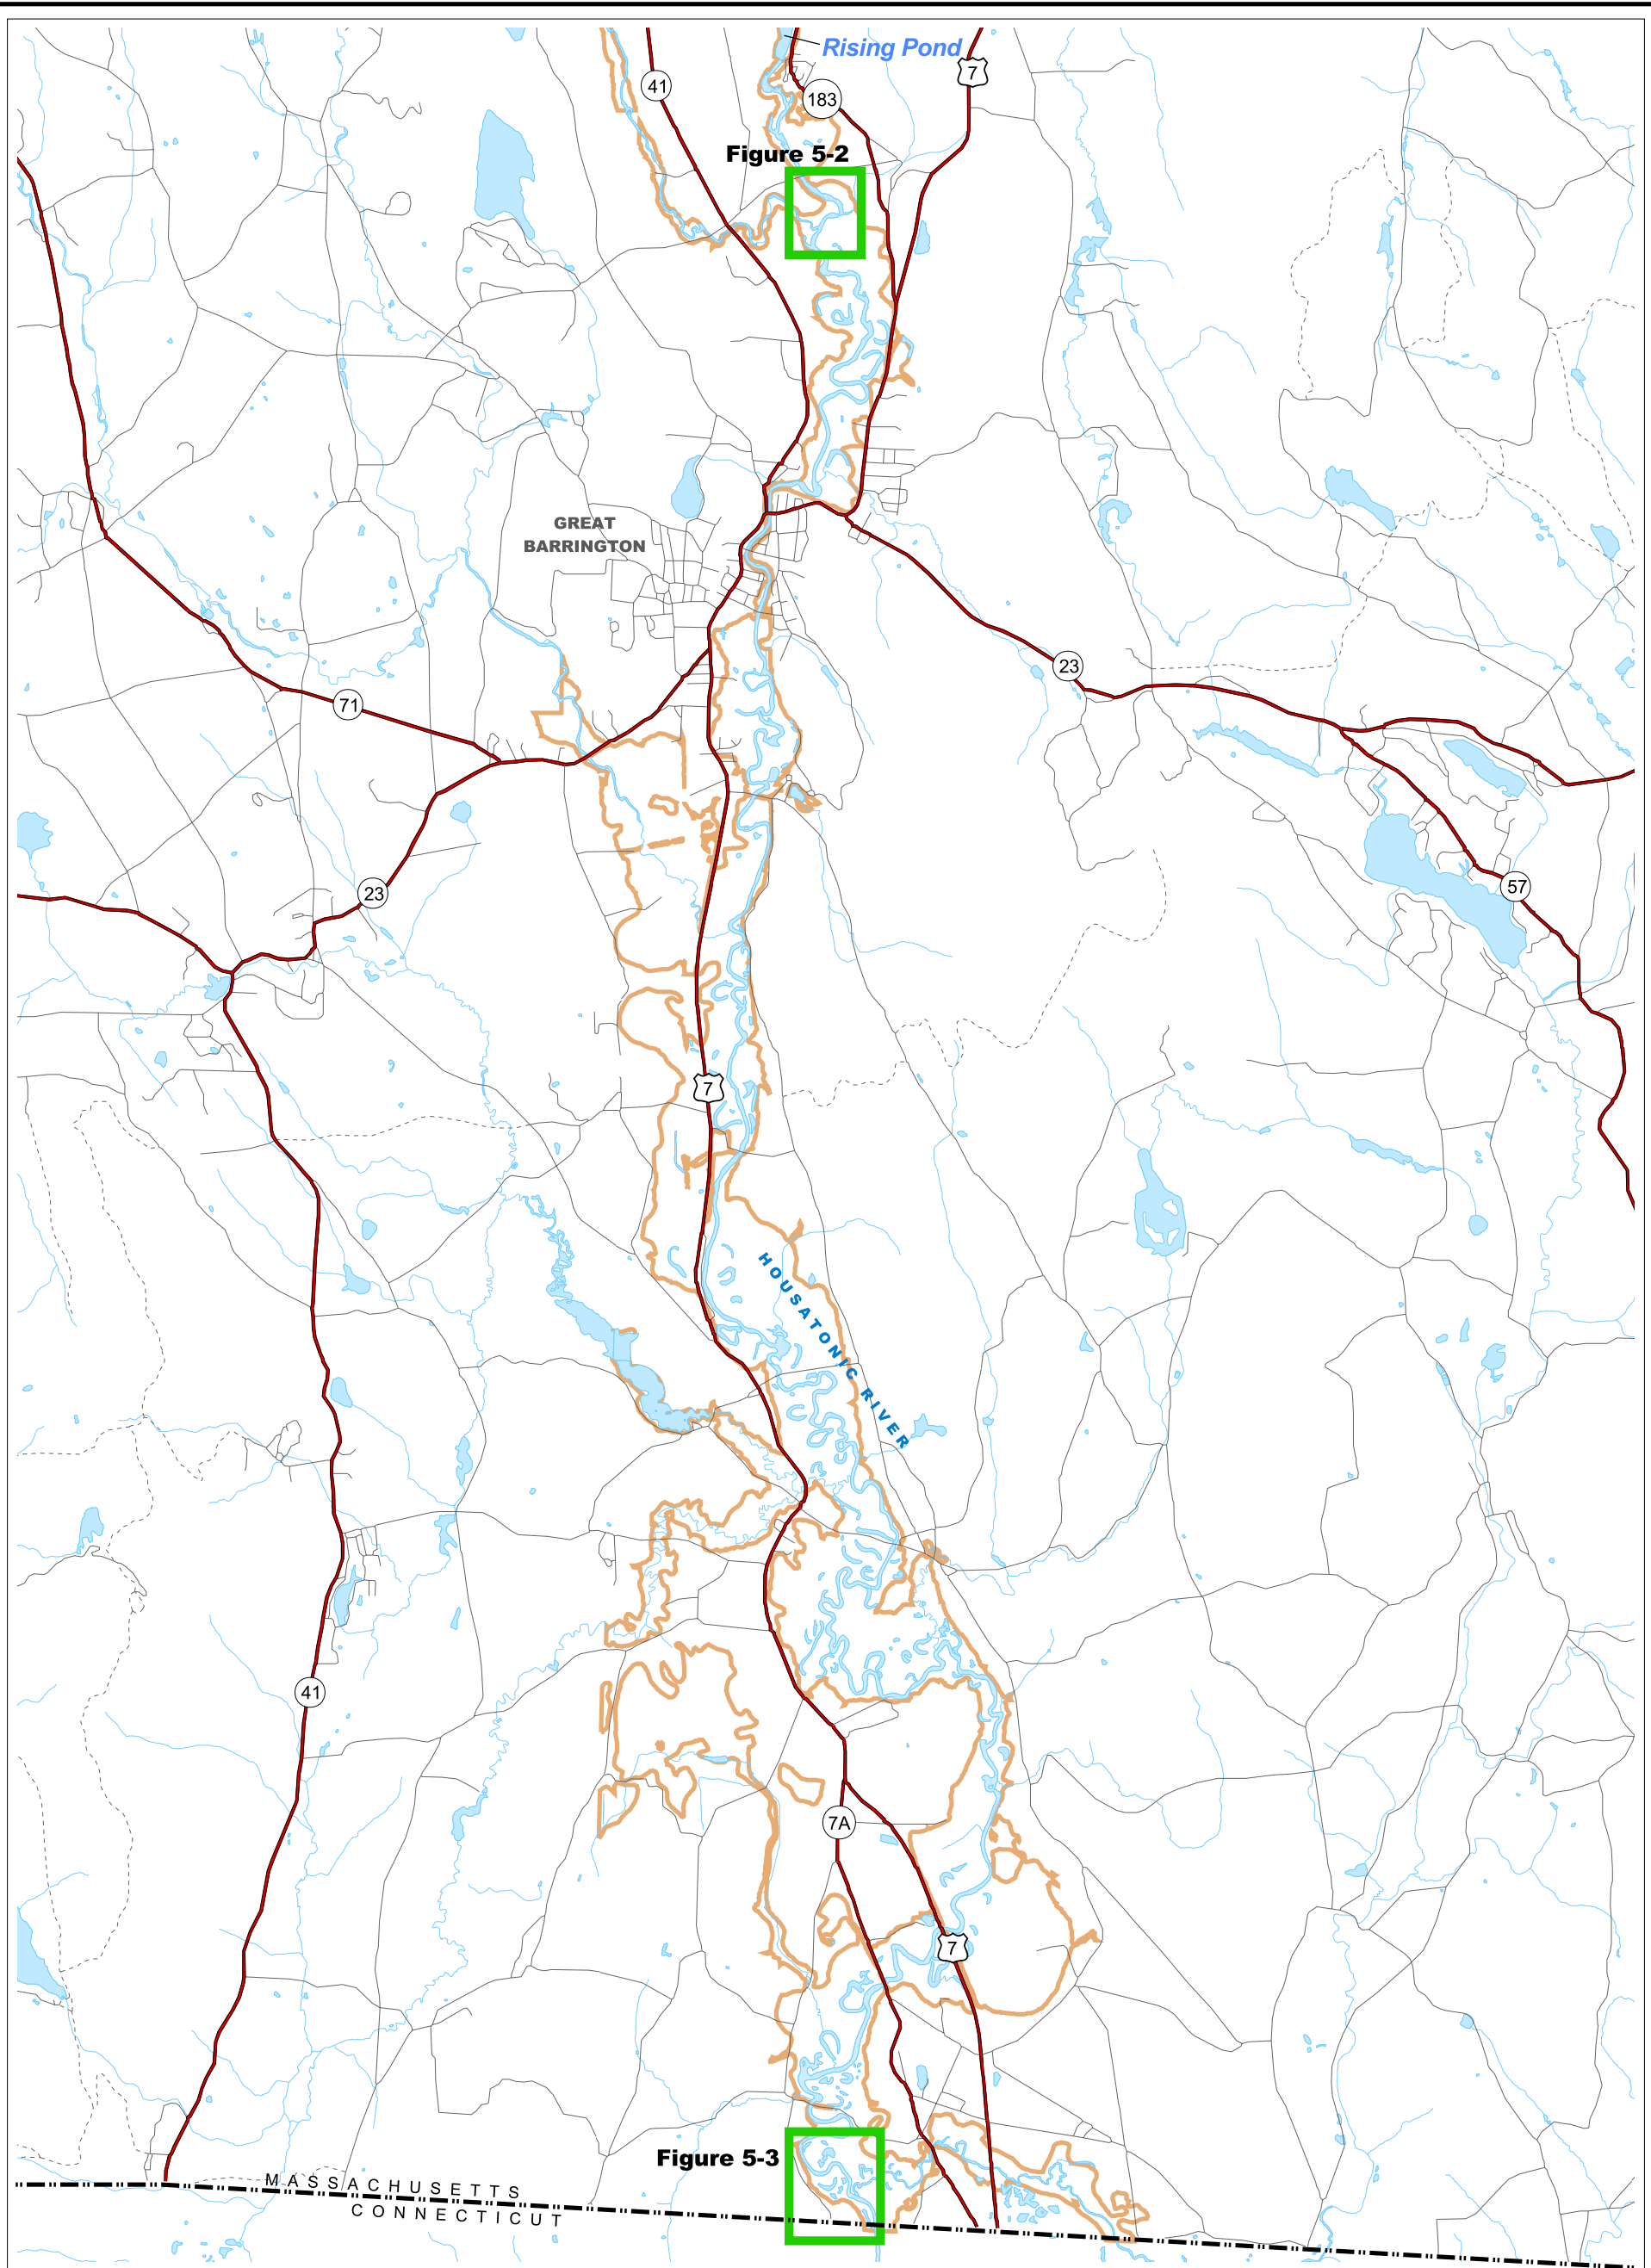 Rising Pond
7
41
183
Figure 5-2
GREAT
BARRINGTON
23
71
57
23
7
HOUSATONIC RIVER
41
7A
7
Figure 5-3
MASSACHUSETTS
CONNECTICUT